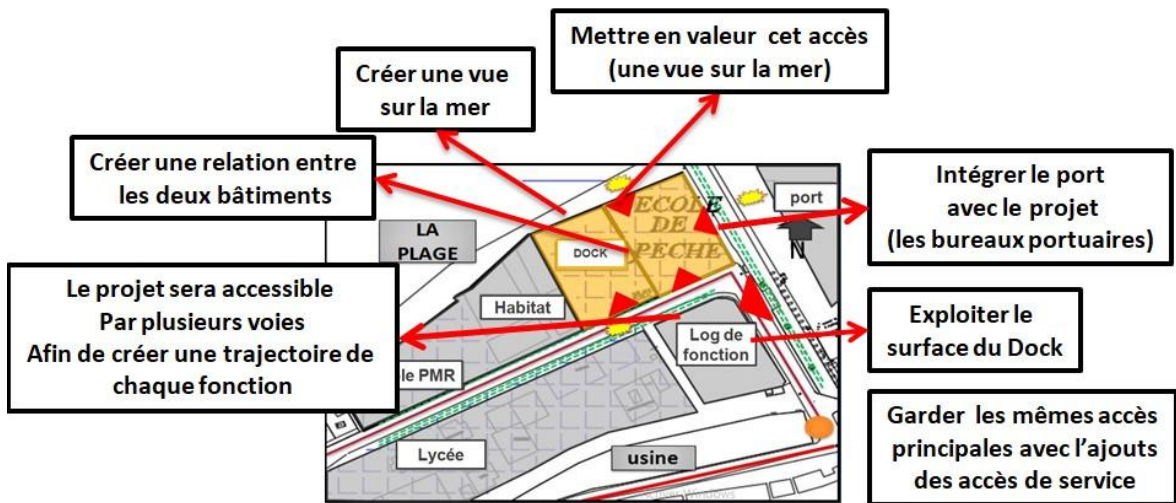 Mettre en valeur cet accès
(une vue sur la mer)
Créer une vue
sur la mer
Créer une relation entre
les deux bâtiments
Intégrer le port
avec le projet
(les bureaux portuaires)
Le projet sera accessible
Par plusieurs voies
Afin de créer une trajectoire de
chaque fonction
Exploiter le
surface du Dock
Garder les mêmes accès
principales avec l'ajouts
des accès de service
LA
PLAGE
ECOLE
DE
PECHE
DOCK
port
N
Habitat
Log de
fonction
PMR
Lycée
usine